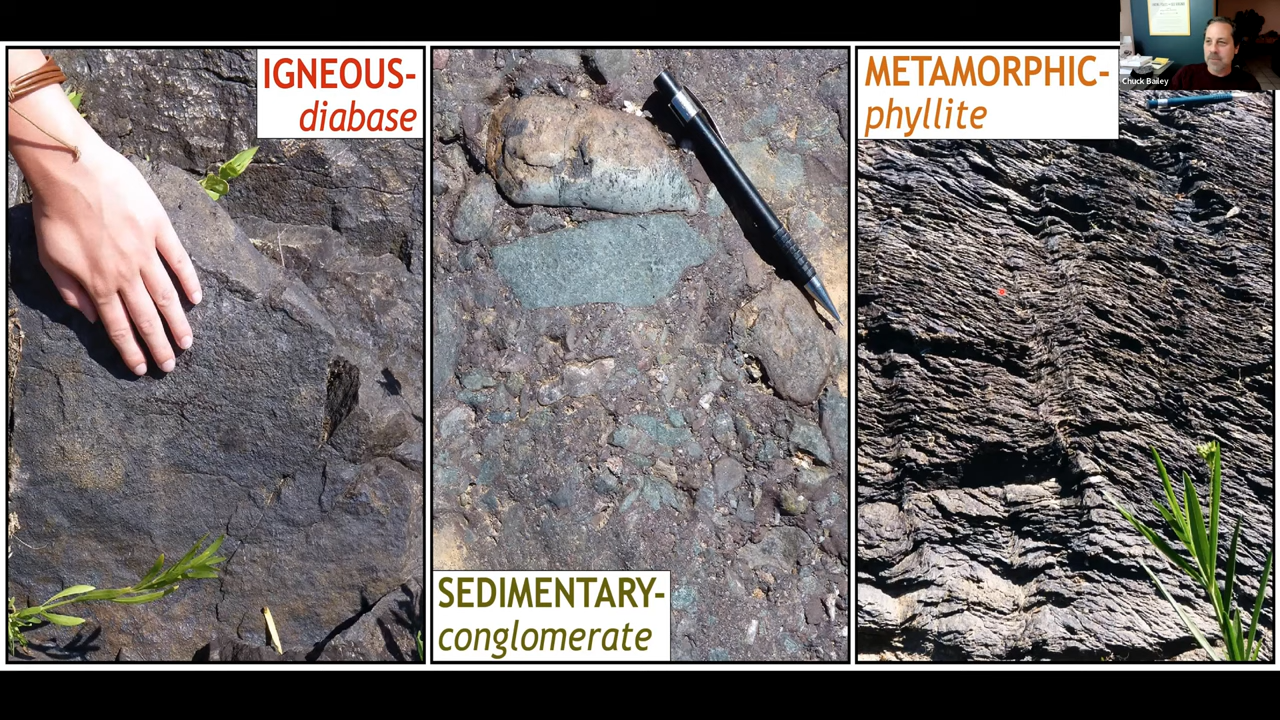 IGNEOUS-
diabase
SEDIMENTARY-
conglomerate
METAMORPHIC-
phyllite
Chuck Bailey